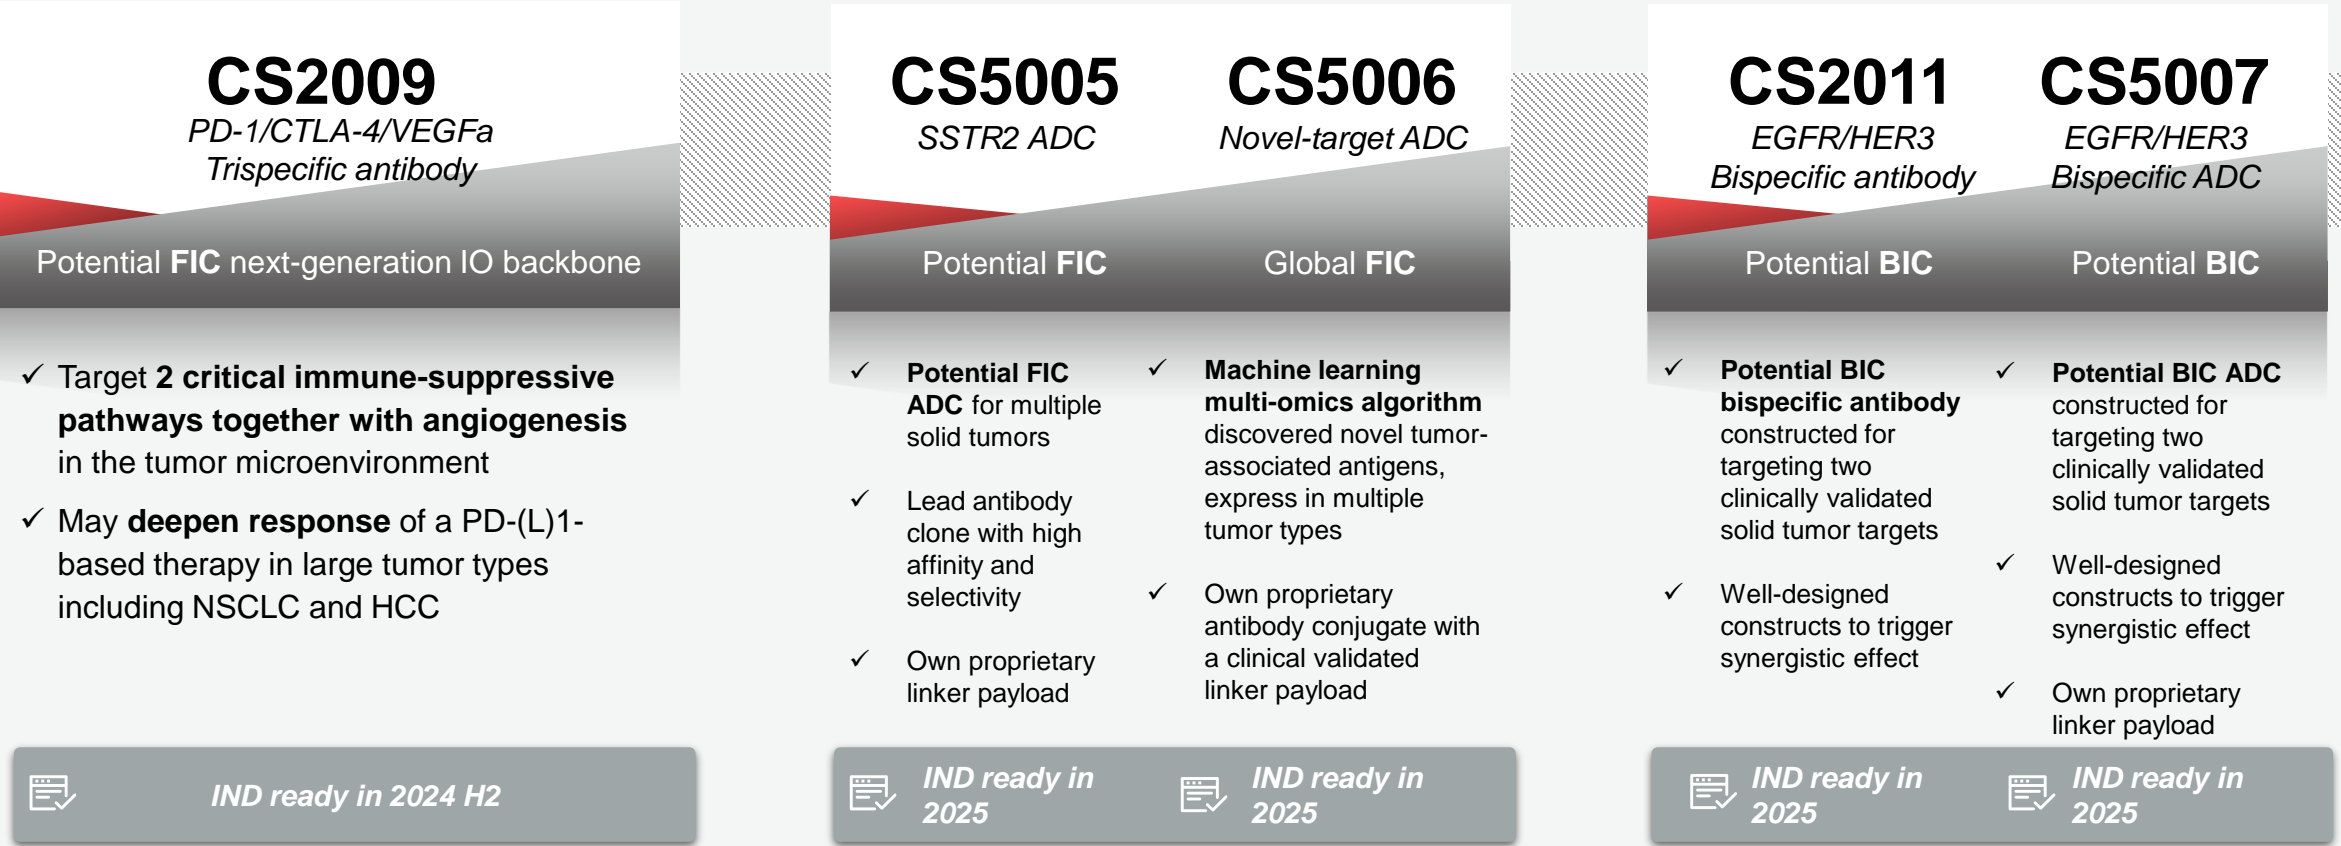 CS2009
PD-1/CTLA-4/VEGFa
Trispecific antibody
Potential FIC next-generation IO backbone
✓ Target 2 critical immune-suppressive
pathways together with angiogenesis
in the tumor microenvironment
✓ May deepen response of a PD-(L)1-
based therapy in large tumor types
including NSCLC and HCC
IND ready in 2024 H2
CS5005
SSTR2 ADC
Potential FIC
✓ Potential FIC
ADC for multiple
solid tumors
✓ Lead antibody
clone with high
affinity and
selectivity
✓ Own proprietary
linker payload
IND ready in
2025
CS5006
Novel-target ADC
Global FIC
✓ Machine learning
multi-omics algorithm
discovered novel tumor-
associated antigens,
express in multiple
tumor types
✓ Own proprietary
antibody conjugate with
a clinical validated
linker payload
IND ready in
2025
CS2011
EGFR/HER3
Bispecific antibody
Potential BIC
✓ Potential BIC
bispecific antibody
constructed for
targeting two
clinically validated
solid tumor targets
✓ Well-designed
constructs to trigger
synergistic effect
IND ready in
2025
CS5007
EGFR/HER3
Bispecific ADC
Potential BIC
✓ Potential BIC ADC
constructed for
targeting two
clinically validated
solid tumor targets
✓ Well-designed
constructs to trigger
synergistic effect
✓ Own proprietary
linker payload
IND ready in
2025